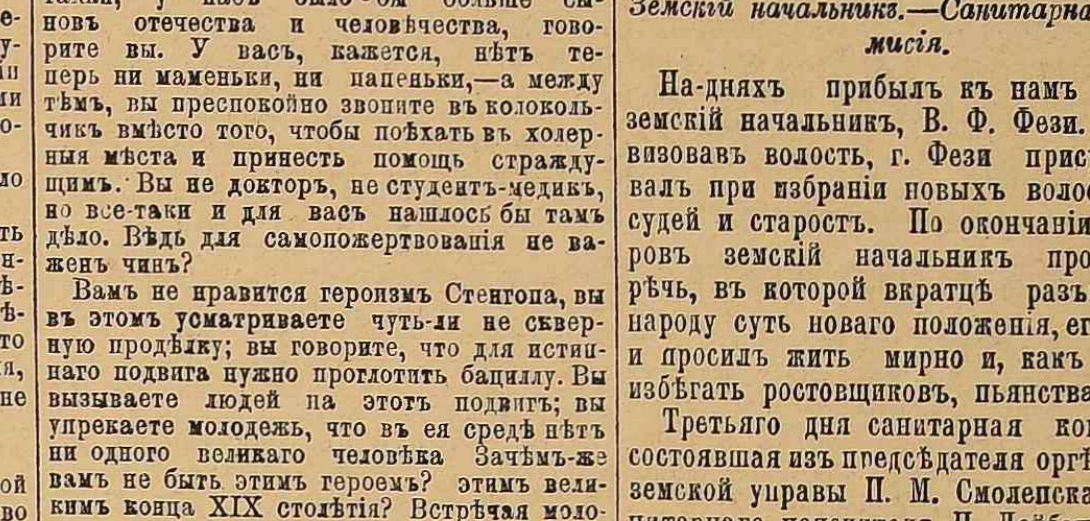 новъ отечества и человѣчества, гово-
рите вы. У васъ, кажется, нѣтъ те-
перь ни маменьки, ни папеньки,—а между
тѣмъ, вы преспокойно звоните въ колоколь-
чикъ вмѣсто того, чтобы поѣхать въ холер-
ныя мѣста и принесть помощь стражду-
щимъ. Вы не докторъ, не студентъ-медикъ,
но все-таки и для васъ нашлось бы тамъ
дѣло. Вѣдь для самопожертвованія не ва-
женъ чинъ?
Вамъ не нравится героизмъ Стенгопа, вы
въ этомъ усматриваете чуть-ли не сквер-
ную продѣлку; вы говорите, что для истин-
наго подвига нужно проглотить бациллу. Вы
вызываете людей на этотъ подвигъ; вы
упрекаете молодежь, что въ ея средѣ нѣтъ
ни одного великаго человѣка Зачѣмъ-же
вамъ не быть этимъ героемъ? этимъ вели-
кимъ конца XIX столѣтія? Встрѣчая моло-
Земскій начальникъ.—Санитарна
мисія.
На-дняхъ прибылъ къ намъ
земскій начальникъ, В. Ф. Фези.
визовавъ волость, г. Фези прис
валъ при избраніи новыхъ воло
судей и старостъ. По окончаніи
ровъ земскій начальникъ про
рѣчь, въ которой вкратцѣ разъ
народу суть новаго положенія, ег
и просилъ жить мирно и, какъ
избѣгать ростовщиковъ, пьянства
Третьяго дня санитарная ко
состоявшая изъ предсѣдателя оргѣ
земской управы П. М. Смоленска